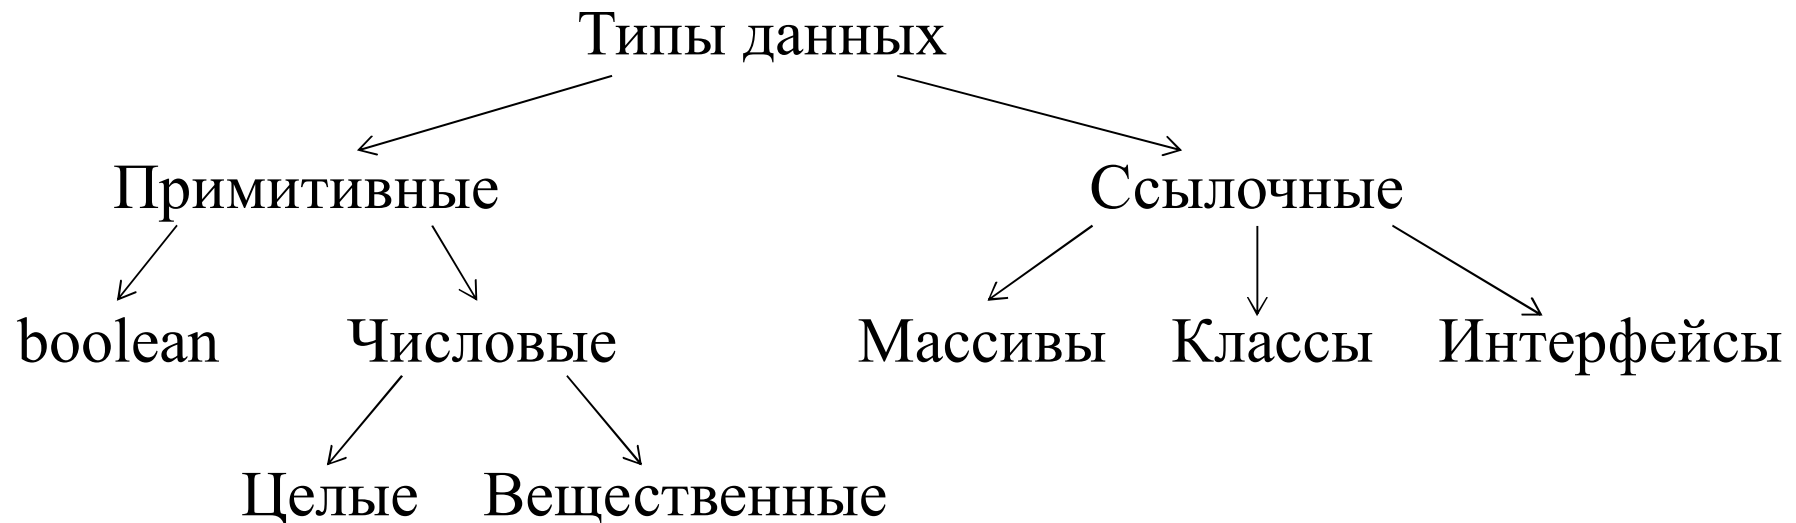 Типы данных
Примитивные Ссылочные
boolean Числовые Массивы Классы Интерфейсы
Целые Вещественные